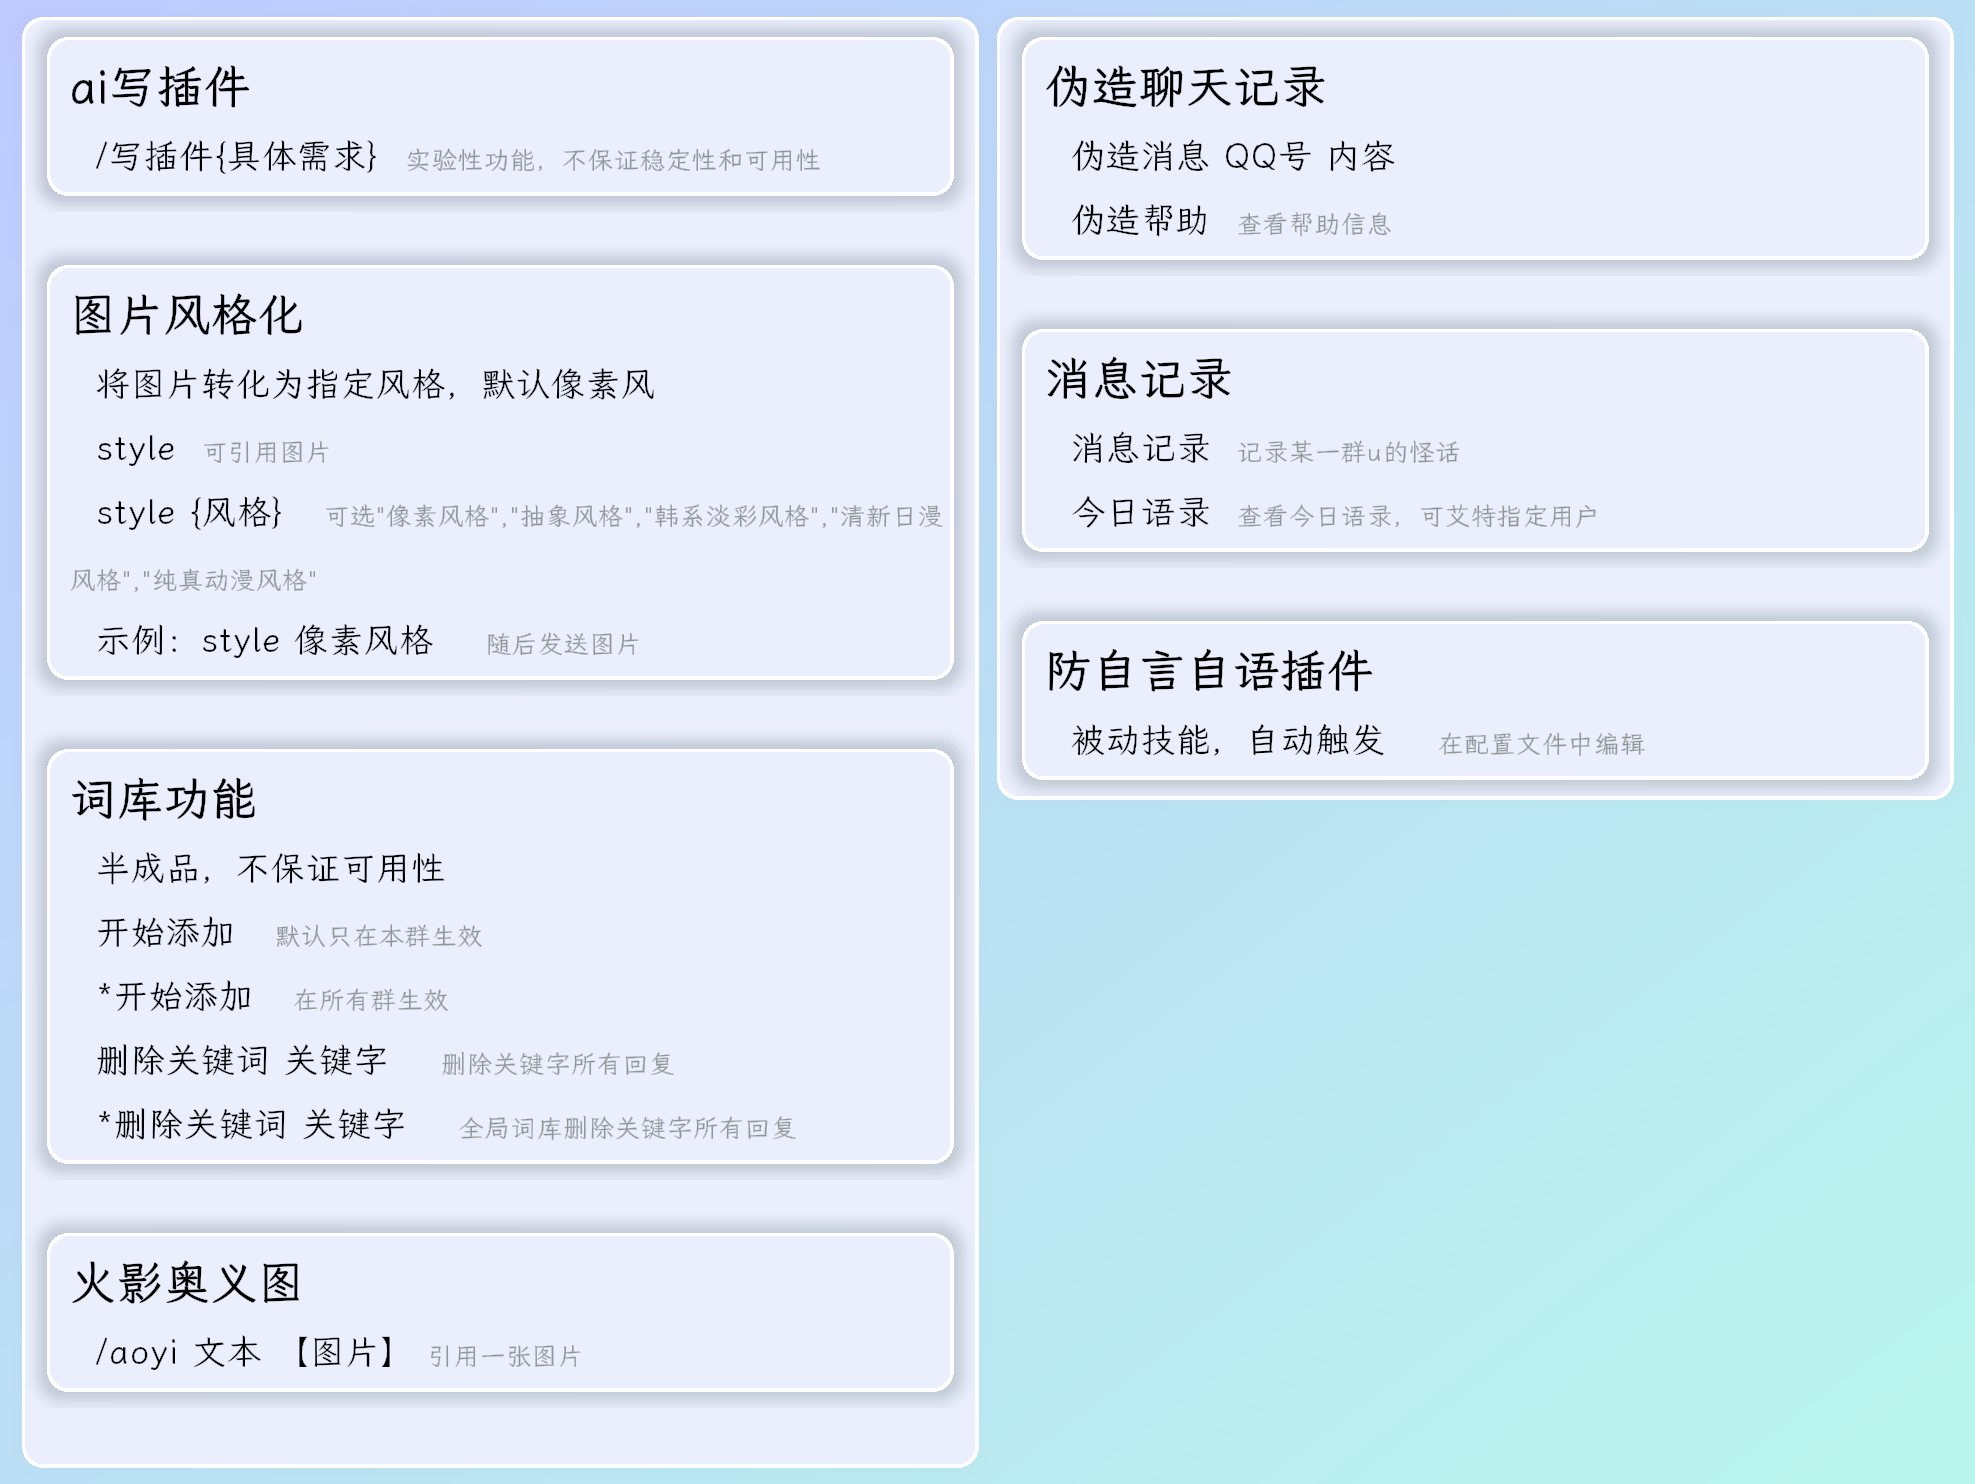 ai写插件
/写插件{具体需求} 实验性功能，不保证稳定性和可用性
图片风格化
将图片转化为指定风格，默认像素风
style 可引用图片
style {风格} 可选"像素风格","抽象风格","韩系淡彩风格","清新日漫
风格","纯真动漫风格"
示例：style 像素风格 随后发送图片
词库功能
半成品，不保证可用性
开始添加 默认只在本群生效
*开始添加 在所有群生效
删除关键词 关键字 删除关键字所有回复
*删除关键词 关键字 全局词库删除关键字所有回复
火影奥义图
/aoyi 文本 【图片】 引用一张图片
伪造聊天记录
伪造消息 QQ号 内容
伪造帮助 查看帮助信息
消息记录
消息记录 记录某一群u的怪话
今日语录 查看今日语录，可艾特指定用户
防自言自语插件
被动技能，自动触发 在配置文件中编辑